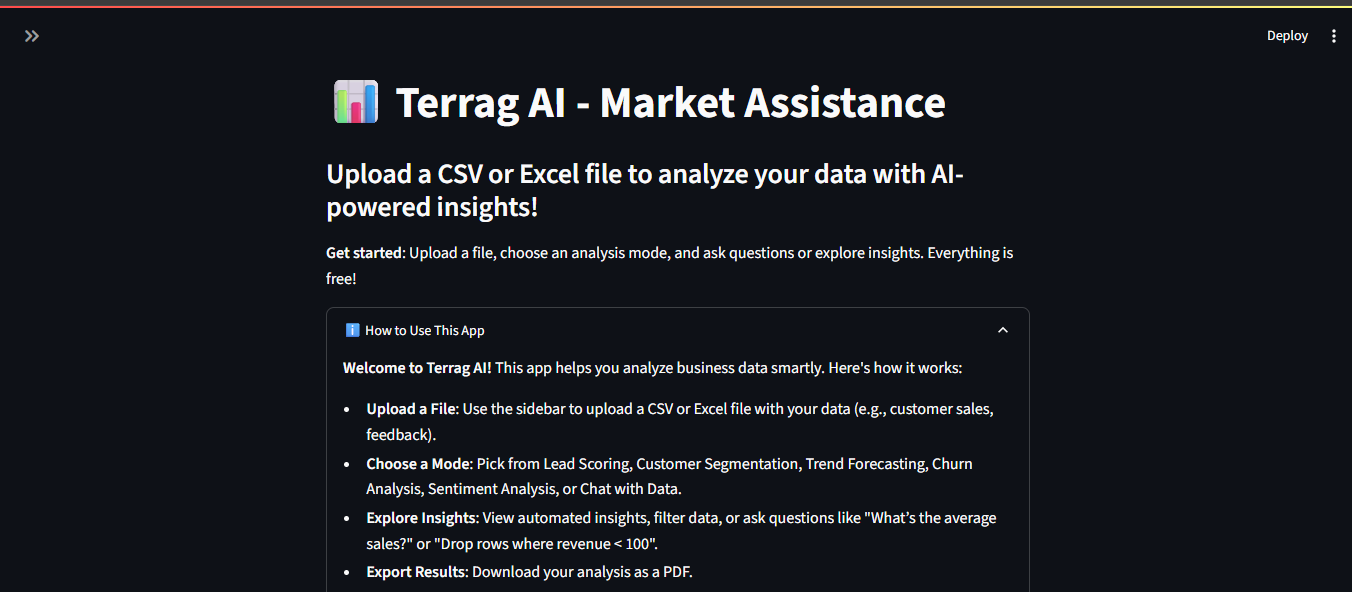 Deploy
Terrag AI - Market Assistance
Upload a CSV or Excel file to analyze your data with AI-
powered insights!
Get started: Upload a file, choose an analysis mode, and ask questions or explore insights. Everything is
free!
How to Use This App
Welcome to Terrag AI! This app helps you analyze business data smartly. Here's how it works:
• Upload a File: Use the sidebar to upload a CSV or Excel file with your data (e.g., customer sales,
feedback).
• Choose a Mode: Pick from Lead Scoring, Customer Segmentation, Trend Forecasting, Churn
Analysis, Sentiment Analysis, or Chat with Data.
• Explore Insights: View automated insights, filter data, or ask questions like "What’s the average
sales?" or "Drop rows where revenue < 100".
• Export Results: Download your analysis as a PDF.